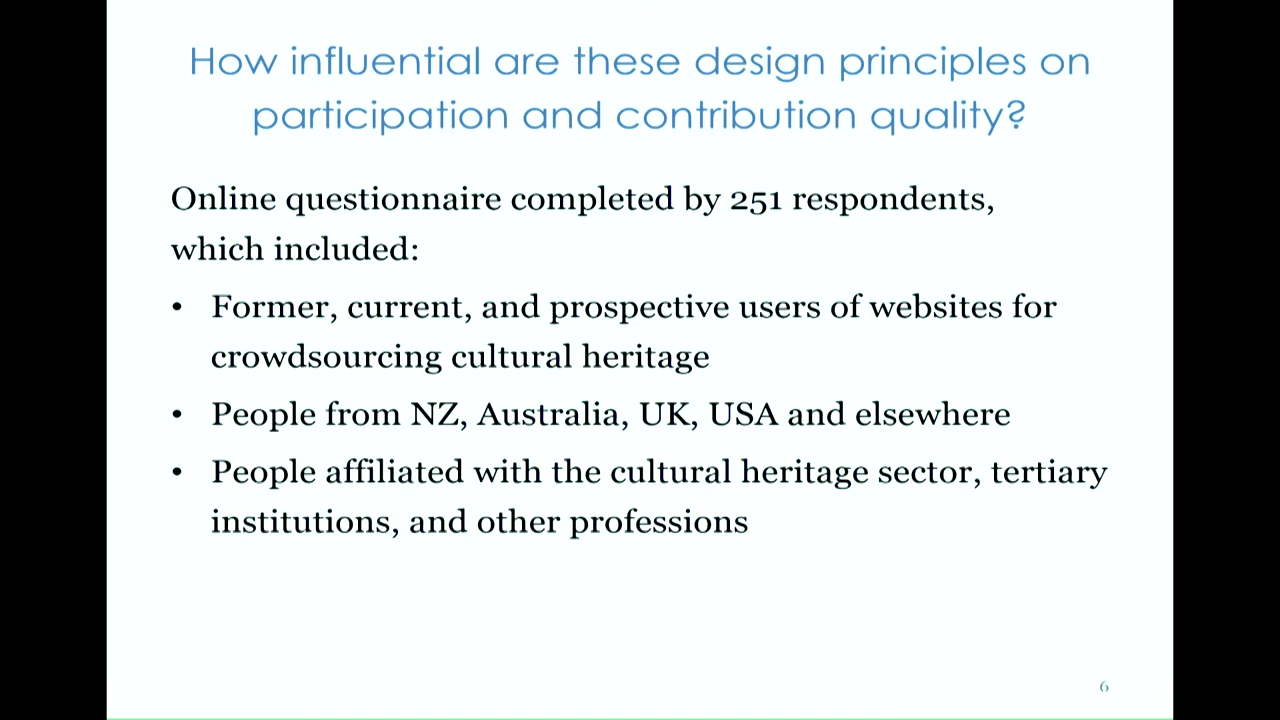 How influential are these design principles on
participation and contribution quality?
Online questionnaire completed by 251 respondents,
which included:
• Former, current, and prospective users of websites for
crowdsourcing cultural heritage
• People from NZ, Australia, UK, USA and elsewhere
• People affiliated with the cultural heritage sector, tertiary
institutions, and other professions
6